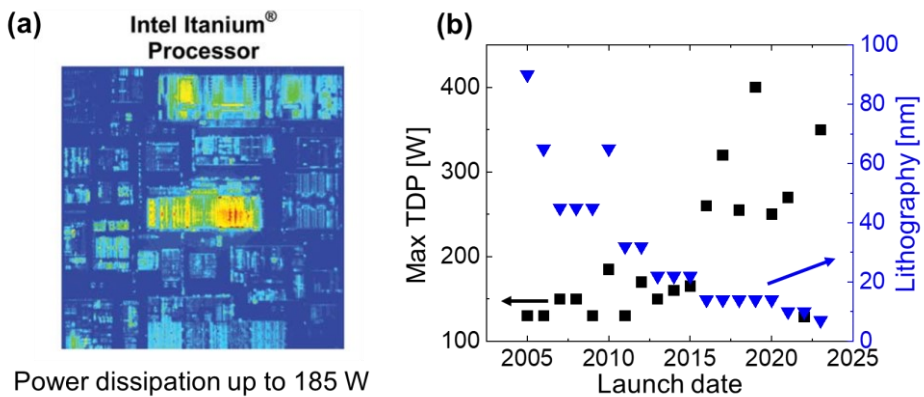 (a)
Intel Itanium®
Processor
Power dissipation up to 185 W
(b)
Max TDP [W]
400
300
200
100
2005 2010 2015 2020 2025
Launch date
100
80
60
40
20
0
Lithography [nm]